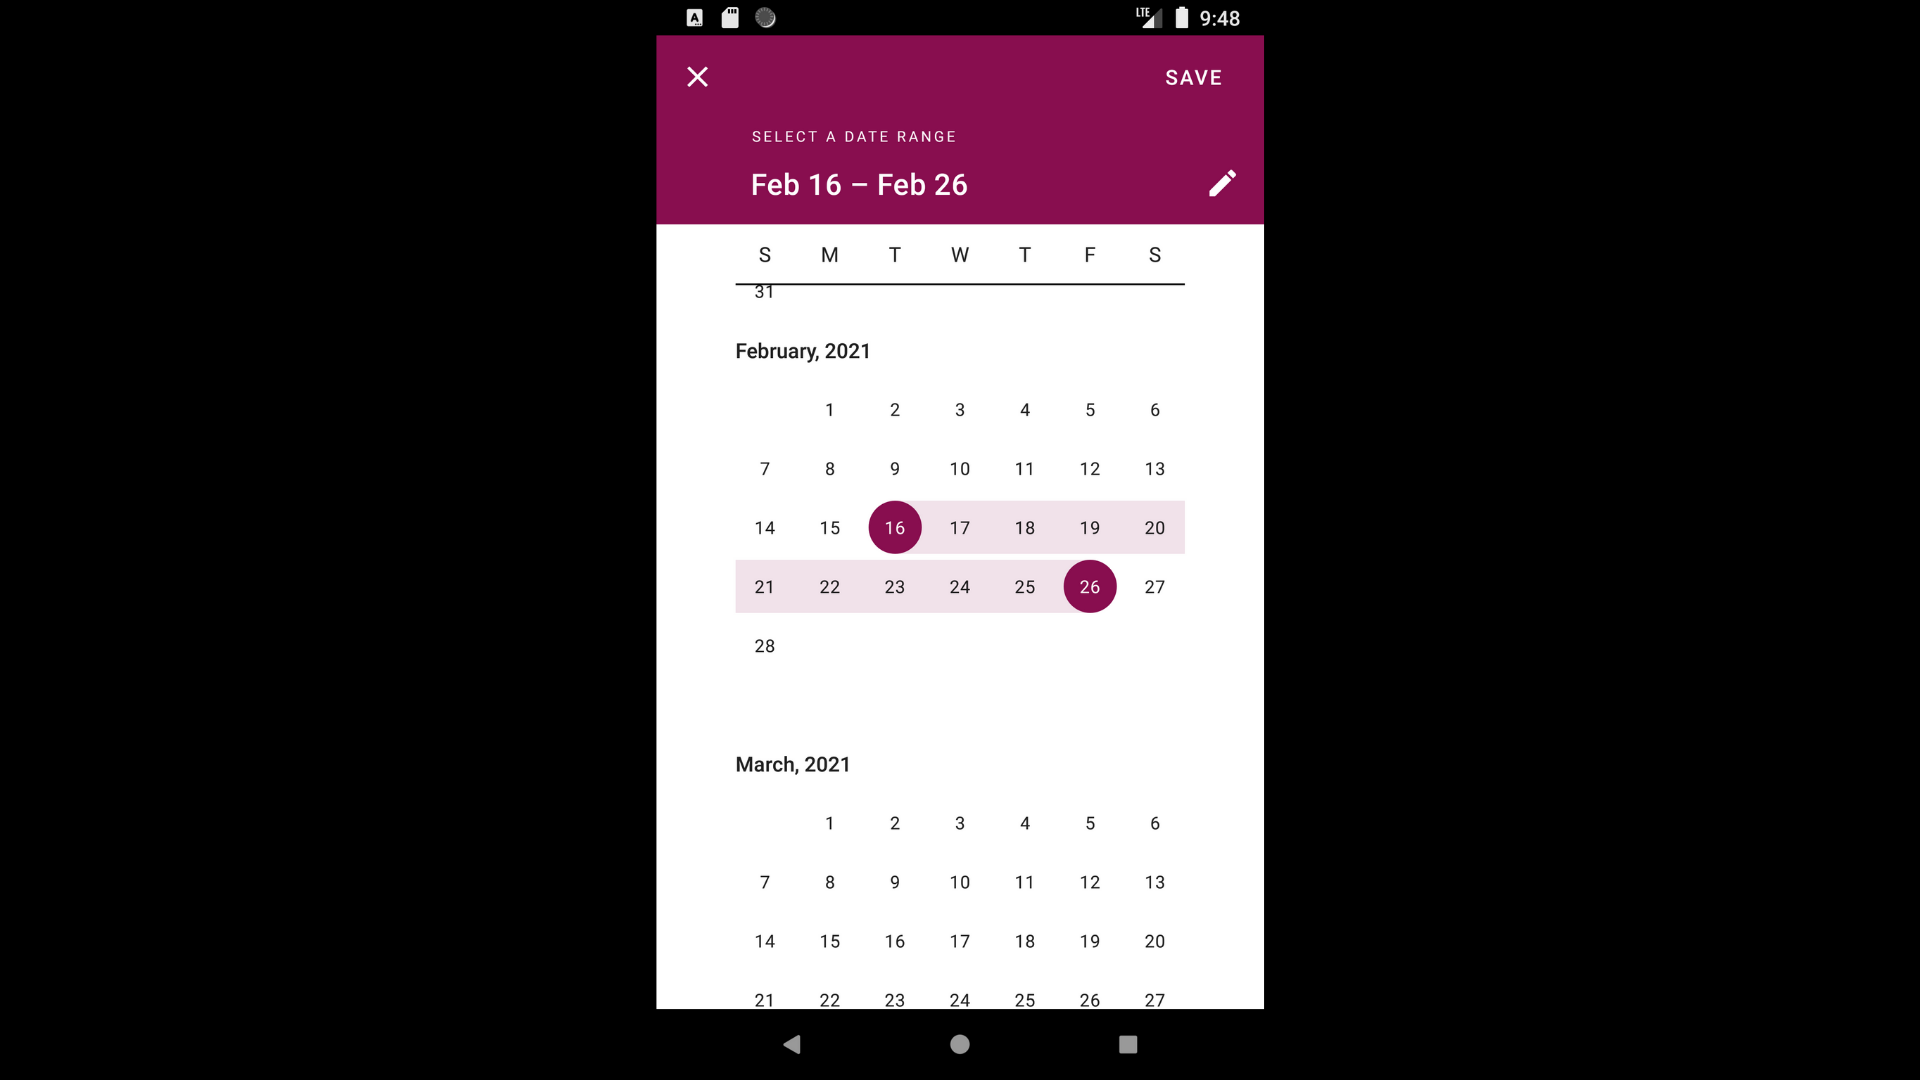 A LTE 9:48
SAVE
SELECT A DATE RANGE
Feb 16 – Feb 26
S M T W T F S
31
February, 2021
1 2 3 4 5 6
7 8 9 10 11 12 13
14 15 16 17 18 19 20
21 22 23 24 25 26 27
28
March, 2021
1 2 3 4 5 6
7 8 9 10 11 12 13
14 15 16 17 18 19 20
21 22 23 24 25 26 27